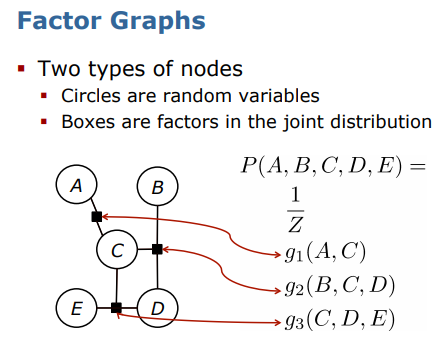 Factor Graphs
Two types of nodes
Circles are random variables
Boxes are factors in the joint distribution
P(A, B, C, D, E) =
1
Z
g₁(A, C)
g₂(B, C, D)
g₃(C, D, E)
A
B
C
E
D